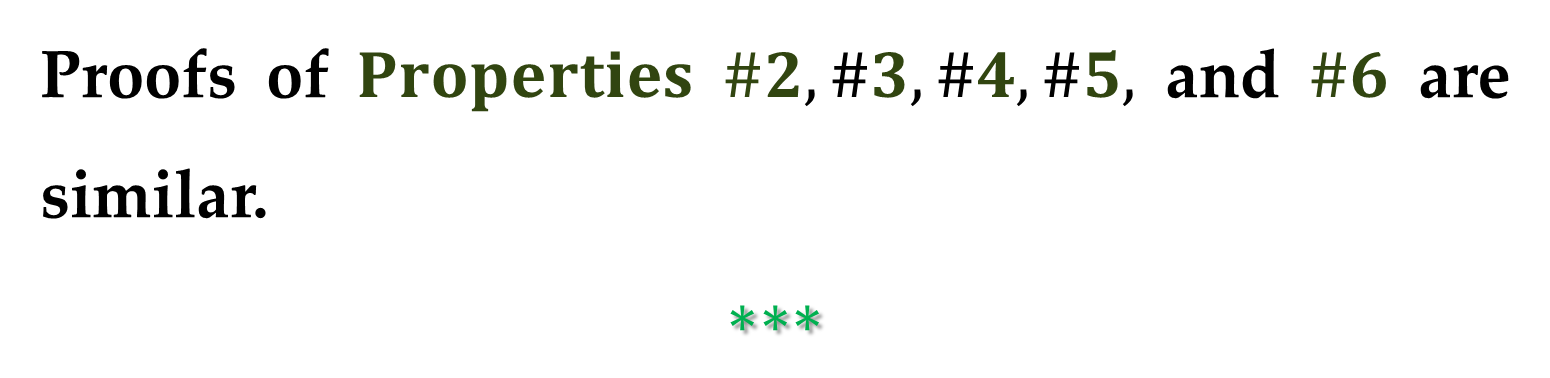 Proofs of Properties #2, #3, #4, #5, and #6 are
similar.
***